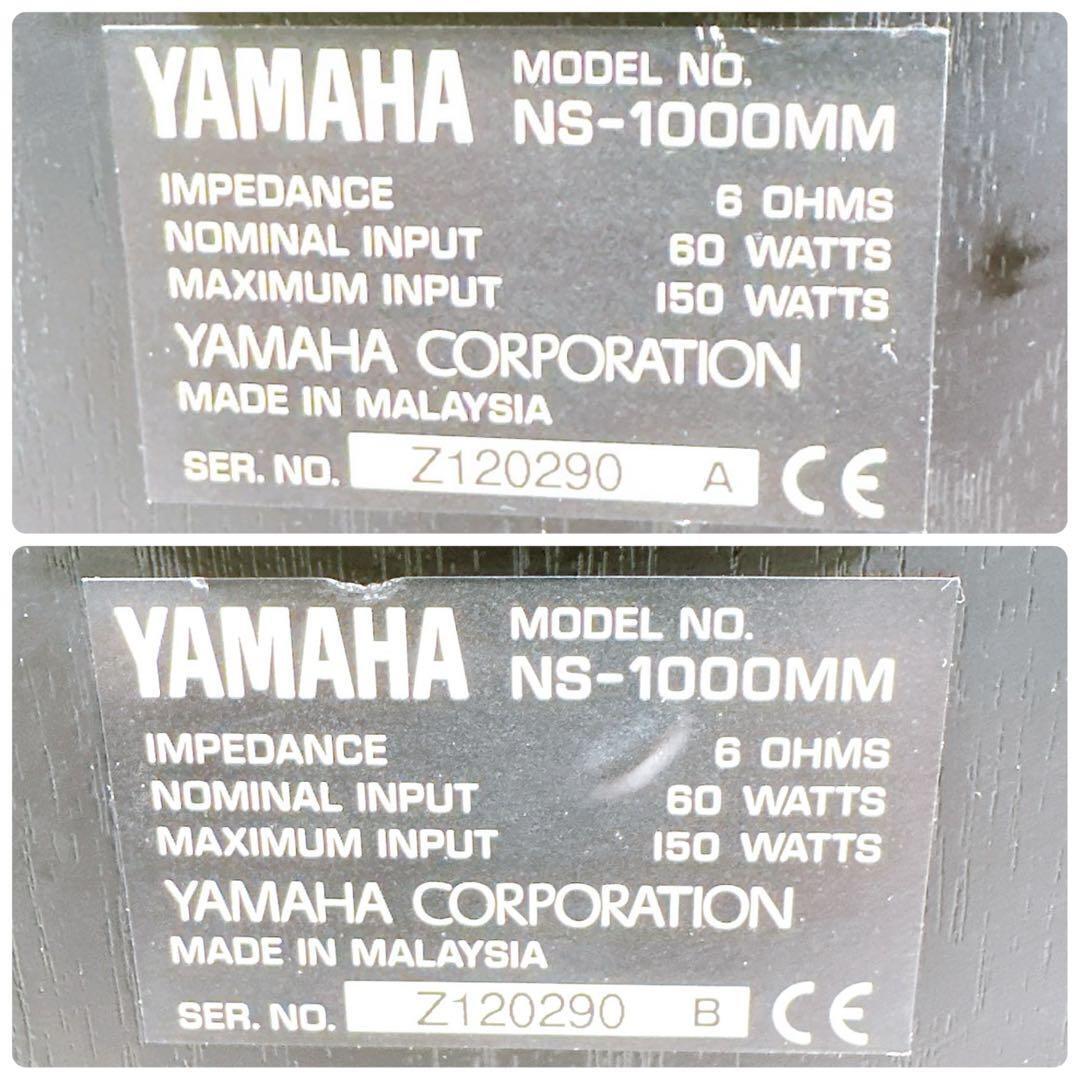 YAMAHA MODEL NO.
NS-1000MM
IMPEDANCE 6 OHMS
NOMINAL INPUT 60 WATTS
MAXIMUM INPUT 150 WATTS
YAMAHA CORPORATION
MADE IN MALAYSIA
SER. NO. Z120290 A CE
YAMAHA MODEL NO.
NS-1000MM
IMPEDANCE 6 OHMS
NOMINAL INPUT 60 WATTS
MAXIMUM INPUT 150 WATTS
YAMAHA CORPORATION
MADE IN MALAYSIA
SER. NO. Z120290 B CE